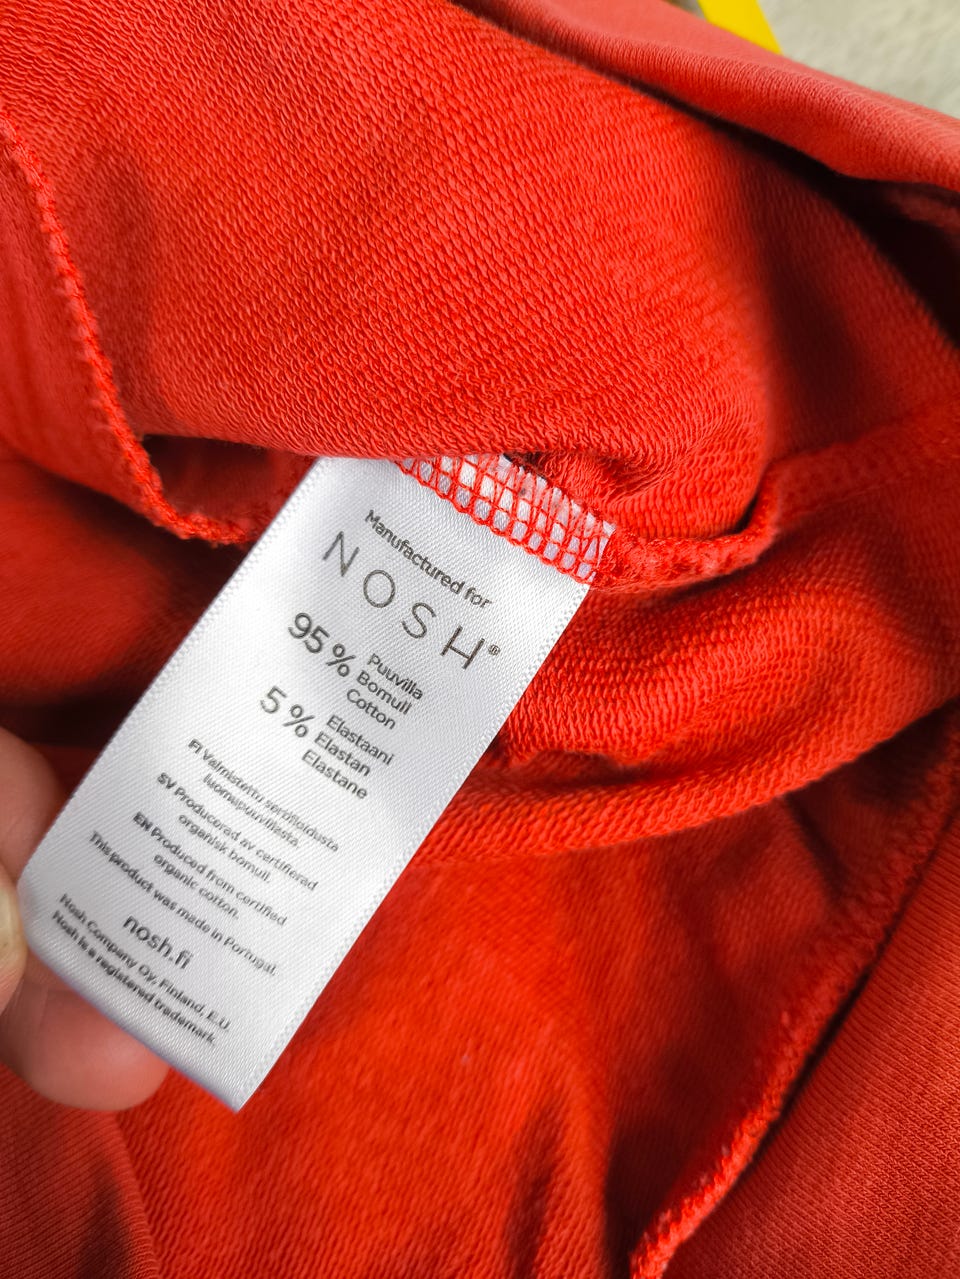 Manufactured for
NOSH®
95 % Puuvilla
Bomull
Cotton
5 % Elastaani
Elastan
Elastane
FI Valmistettu sertifioidusta
luomupuuvillasta.
SV Producerad av certifierad
organisk bomull.
EN Produced from certified
organic cotton.
This product was made in Portugal.
nosh.fi
Nosh Company Oy, Finland, E.U.
Nosh is a registered trademark.